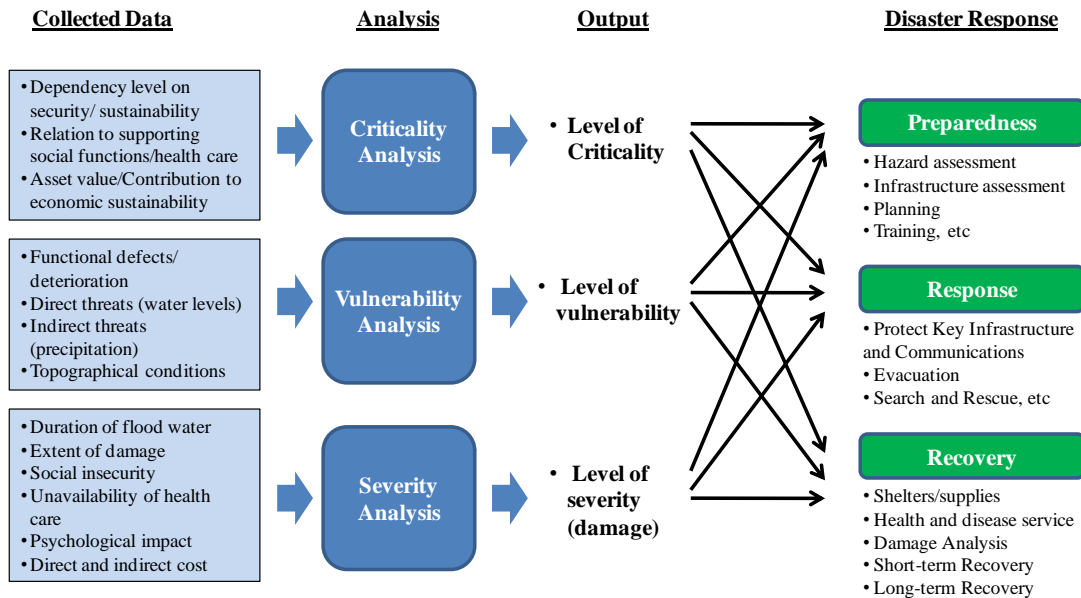 Collected Data
Analysis
Output
Disaster Response
• Dependency level on
security/ sustainability
• Relation to supporting
social functions/health care
• Asset value/Contribution to
economic sustainability
Criticality
Analysis
• Level of
Criticality
Preparedness
• Hazard assessment
• Infrastructure assessment
• Planning
• Training, etc
• Functional defects/
deterioration
• Direct threats (water levels)
• Indirect threats
(precipitation)
• Topographical conditions
Vulnerability
Analysis
• Level of
vulnerability
Response
• Protect Key Infrastructure
and Communications
• Evacuation
• Search and Rescue, etc
• Duration of flood water
• Extent of damage
• Social insecurity
• Unavailability of health
care
• Psychological impact
• Direct and indirect cost
Severity
Analysis
• Level of
severity
(damage)
Recovery
• Shelters/supplies
• Health and disease service
• Damage Analysis
• Short-term Recovery
• Long-term Recovery